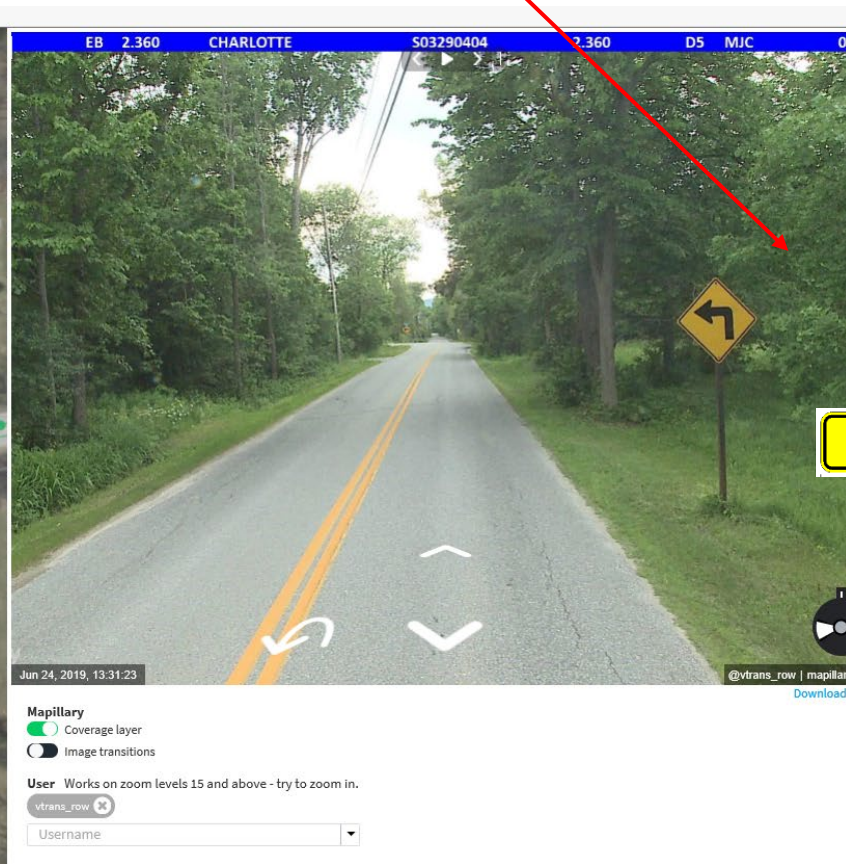 EB 2.360 CHARLOTTE S03290404 2.360 D5 MJC 0
Jun 24, 2019, 13:31:23
@vtrans_row | mapillar
Download
Mapillary
Coverage layer
Image transitions
User Works on zoom levels 15 and above - try to zoom in.
vtrans_row
Username